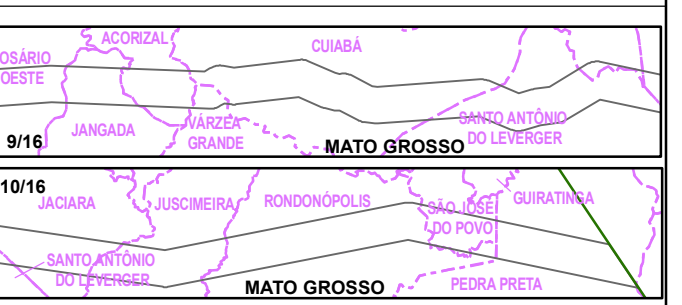 ACORIZAL
CUIABÁ
OSÁRIO
OESTE
JANGADA
VÁRZEA
GRANDE
SANTO ANTÔNIO
DO LEVERGER
9/16
MATO GROSSO
10/16
JACIARA
JUSCIMEIRA
RONDONÓPOLIS
SÃO JOSÉ
DO POVO
GUIRATINGA
SANTO ANTÔNIO
DO LEVERGER
MATO GROSSO
PEDRA PRETA